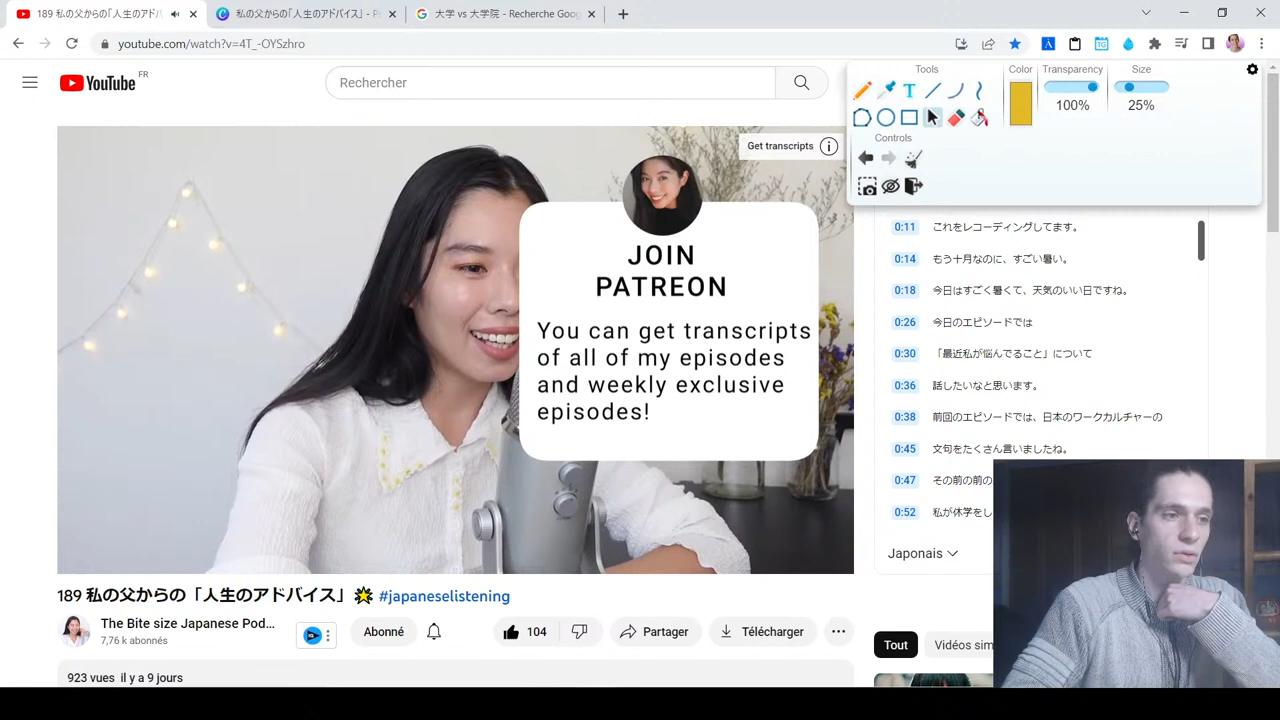 189 私の父からの「人生のアドバ
私の父からの「人生のアドバイス」 - P
大学 vs 大学院 - Recherche Goog
youtube.com/watch?v=4T_-OYSzhro
YouTube FR
Rechercher
Tools
Color
Transparency
Size
100%
25%
Controls
Get transcripts
JOIN
PATREON
You can get transcripts
of all of my episodes
and weekly exclusive
episodes!
0:11 これをレコーディングしてます。
0:14 もう十月なのに、すごい暑い。
0:18 今日はすごく暑くて、天気のいい日ですね。
0:26 今日のエピソードでは
0:30 「最近私が悩んでること」について
0:36 話したいなと思います。
0:38 前回のエピソードでは、日本のワークカルチャーの
0:45 文句をたくさん言いましたね。
0:47 その前の前の
0:52 私が休学をし
Japonais
189 私の父からの「人生のアドバイス」 #japaneselistening
The Bite size Japanese Pod...
7,76 k abonnés
Abonné
104
Partager
Télécharger
Tout
Vidéos sim
923 vues il y a 9 jours